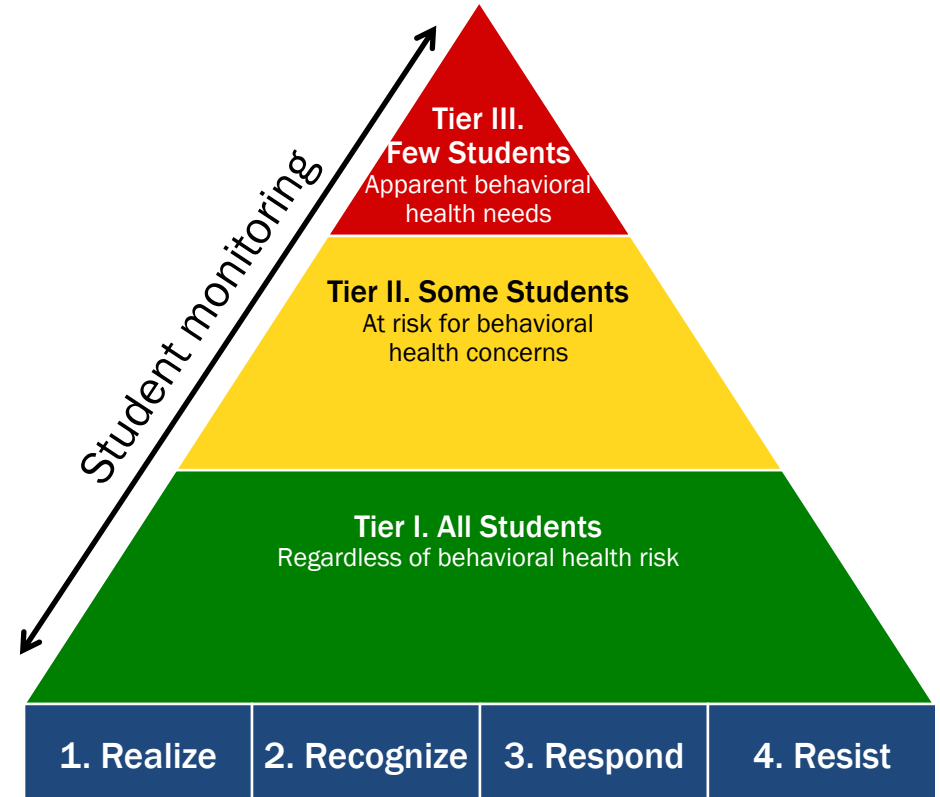 Student monitoring
Tier III.
Few Students
Apparent behavioral
health needs
Tier II. Some Students
At risk for behavioral
health concerns
Tier I. All Students
Regardless of behavioral health risk
1. Realize
2. Recognize
3. Respond
4. Resist